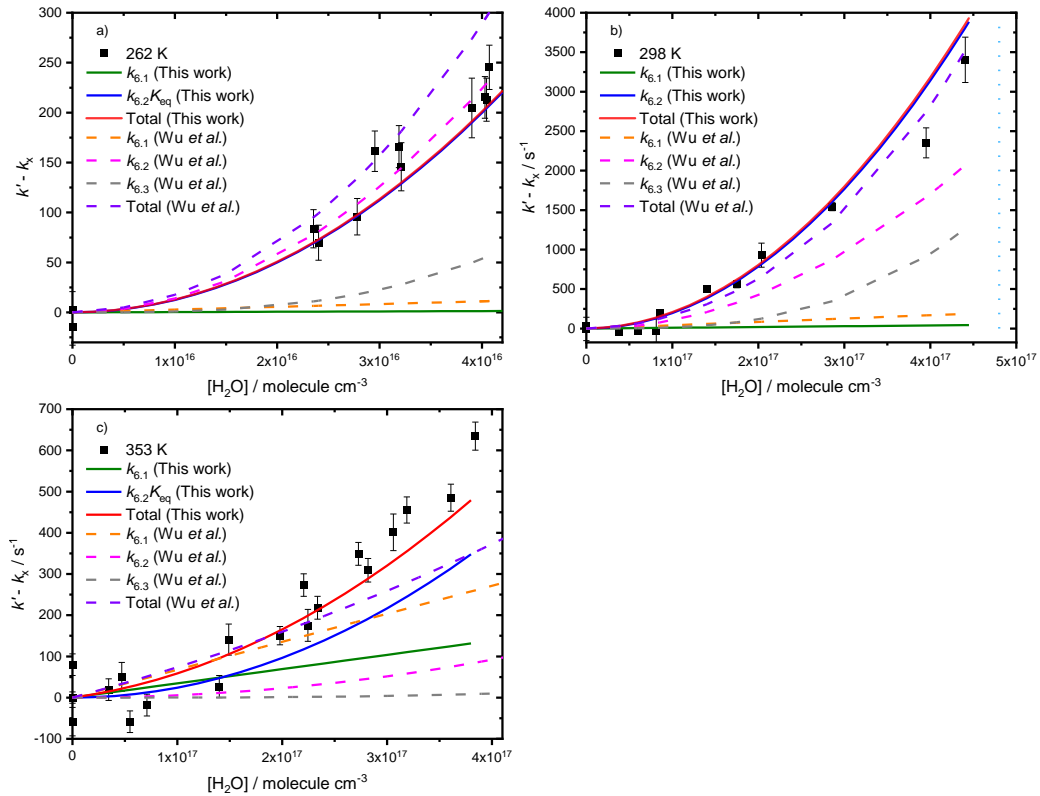 a)
262 K
k6.1 (This work)
k6.2Keq (This work)
Total (This work)
k6.1 (Wu et al.)
k6.2 (Wu et al.)
k6.3 (Wu et al.)
Total (Wu et al.)
300
250
200
150
100
50
0
k' - kx
0
1x10^16
2x10^16
3x10^16
4x10^16
[H2O] / molecule cm-3
b)
298 K
k6.1 (This work)
k6.2 (This work)
Total (This work)
k6.1 (Wu et al.)
k6.2 (Wu et al.)
k6.3 (Wu et al.)
Total (Wu et al.)
4000
3500
3000
2500
2000
1500
1000
500
0
k' - kx / s-1
0
1x10^17
2x10^17
3x10^17
4x10^17
5x10^17
[H2O] / molecule cm-3
c)
353 K
k6.1 (This work)
k6.2Keq (This work)
Total (This work)
k6.1 (Wu et al.)
k6.2 (Wu et al.)
k6.3 (Wu et al.)
Total (Wu et al.)
700
600
500
400
300
200
100
0
-100
k' - kx / s-1
0
1x10^17
2x10^17
3x10^17
4x10^17
[H2O] / molecule cm-3